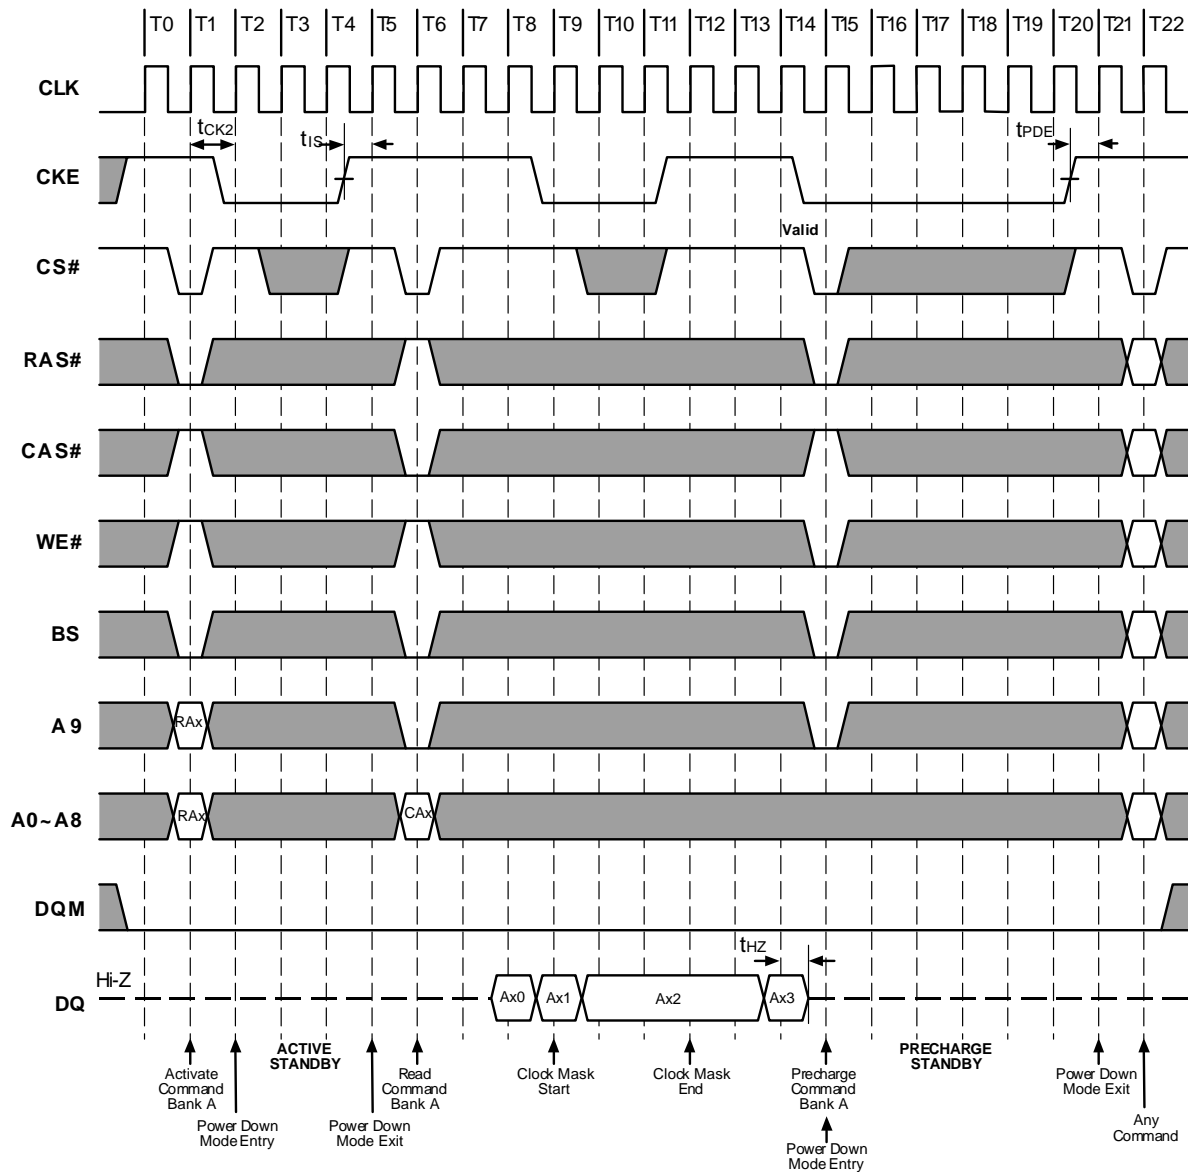 T0 T1 T2 T3 T4 T5 T6 T7 T8 T9 T10 T11 T12 T13 T14 T15 T16 T17 T18 T19 T20 T21 T22
CLK
tCK2
tIS
tPDE
CKE
Valid
CS#
RAS#
CAS#
WE#
BS
A9
RAx
A0~A8
RAx
CAx
DQM
tHZ
Hi-Z
DQ
Ax0
Ax1
Ax2
Ax3
ACTIVE
STANDBY
PRECHARGE
STANDBY
Activate
Command
Bank A
Read
Command
Bank A
Clock Mask
Start
Clock Mask
End
Precharge
Command
Bank A
Power Down
Mode Exit
Power Down
Mode Entry
Power Down
Mode Exit
Any
Command
Power Down
Mode Entry